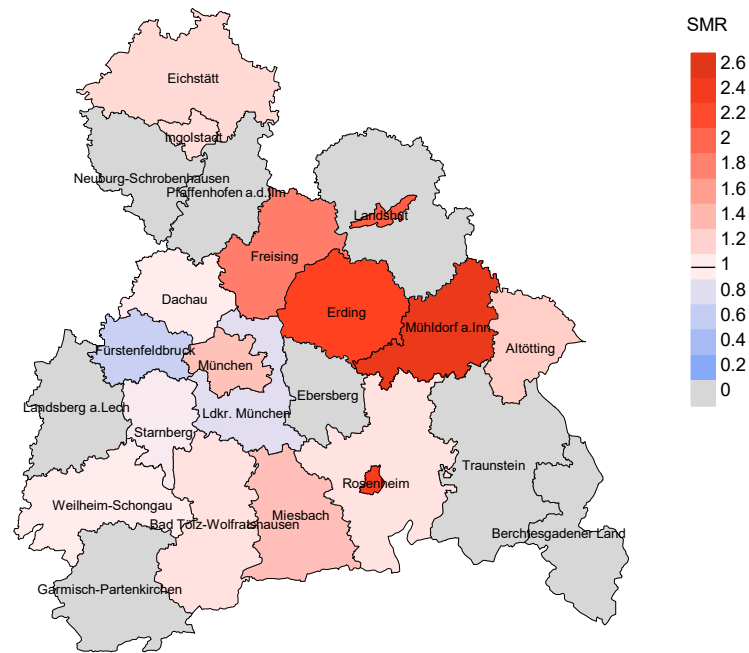 SMR
2.6
2.4
2.2
2
1.8
1.6
1.4
1.2
1
0.8
0.6
0.4
0.2
0
Eichstätt
Ingolstadt
Neuburg-Schrobenhausen
Pfaffenhofen a.d.Ilm
Landshut
Freising
Dachau
Erding
Mühldorf a.Inn
Altötting
Fürstenfeldbruck
München
Landsberg a.Lech
Ebersberg
Ldkr. München
Starnberg
Traunstein
Rosenheim
Weilheim-Schongau
Miesbach
Bad Tölz-Wolfratshausen
Berchtesgadener Land
Garmisch-Partenkirchen